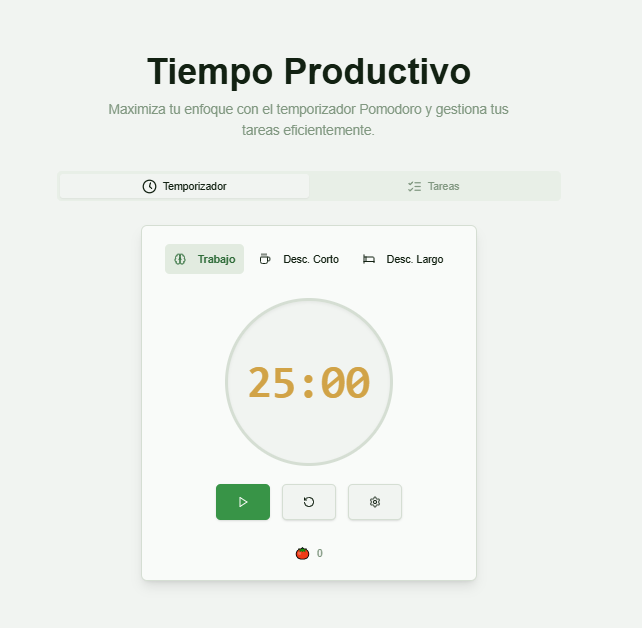 Tiempo Productivo
Maximiza tu enfoque con el temporizador Pomodoro y gestiona tus
tareas eficientemente.
Temporizador Tareas
Trabajo Desc. Corto Desc. Largo
25:00
0